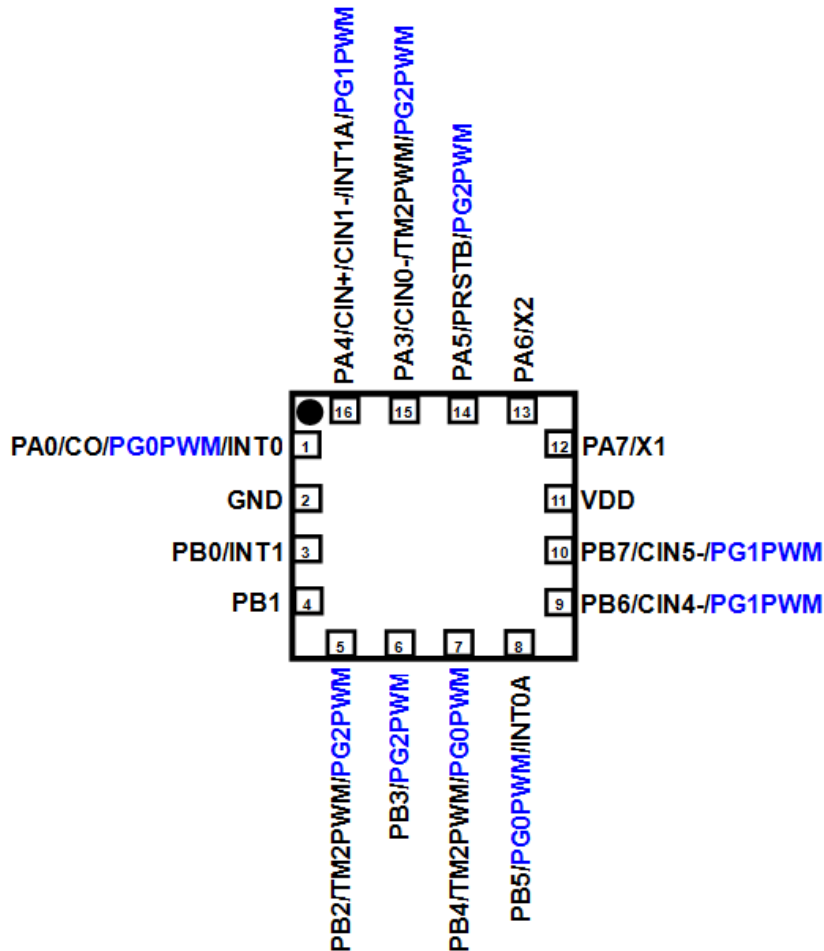 PA4/CIN+/CIN1-/INT1A/PG1PWM
PA3/CIN0-/TM2PWM/PG2PWM
PA5/PRSTB/PG2PWM
PA6/X2
16
15
14
13
PA0/CO/PG0PWM/INT0
1
12
PA7/X1
GND
2
11
VDD
PB0/INT1
3
10
PB7/CIN5-/PG1PWM
PB1
4
9
PB6/CIN4-/PG1PWM
5
6
7
8
PB2/TM2PWM/PG2PWM
PB3/PG2PWM
PB4/TM2PWM/PG0PWM
PB5/PG0PWM/INT0A